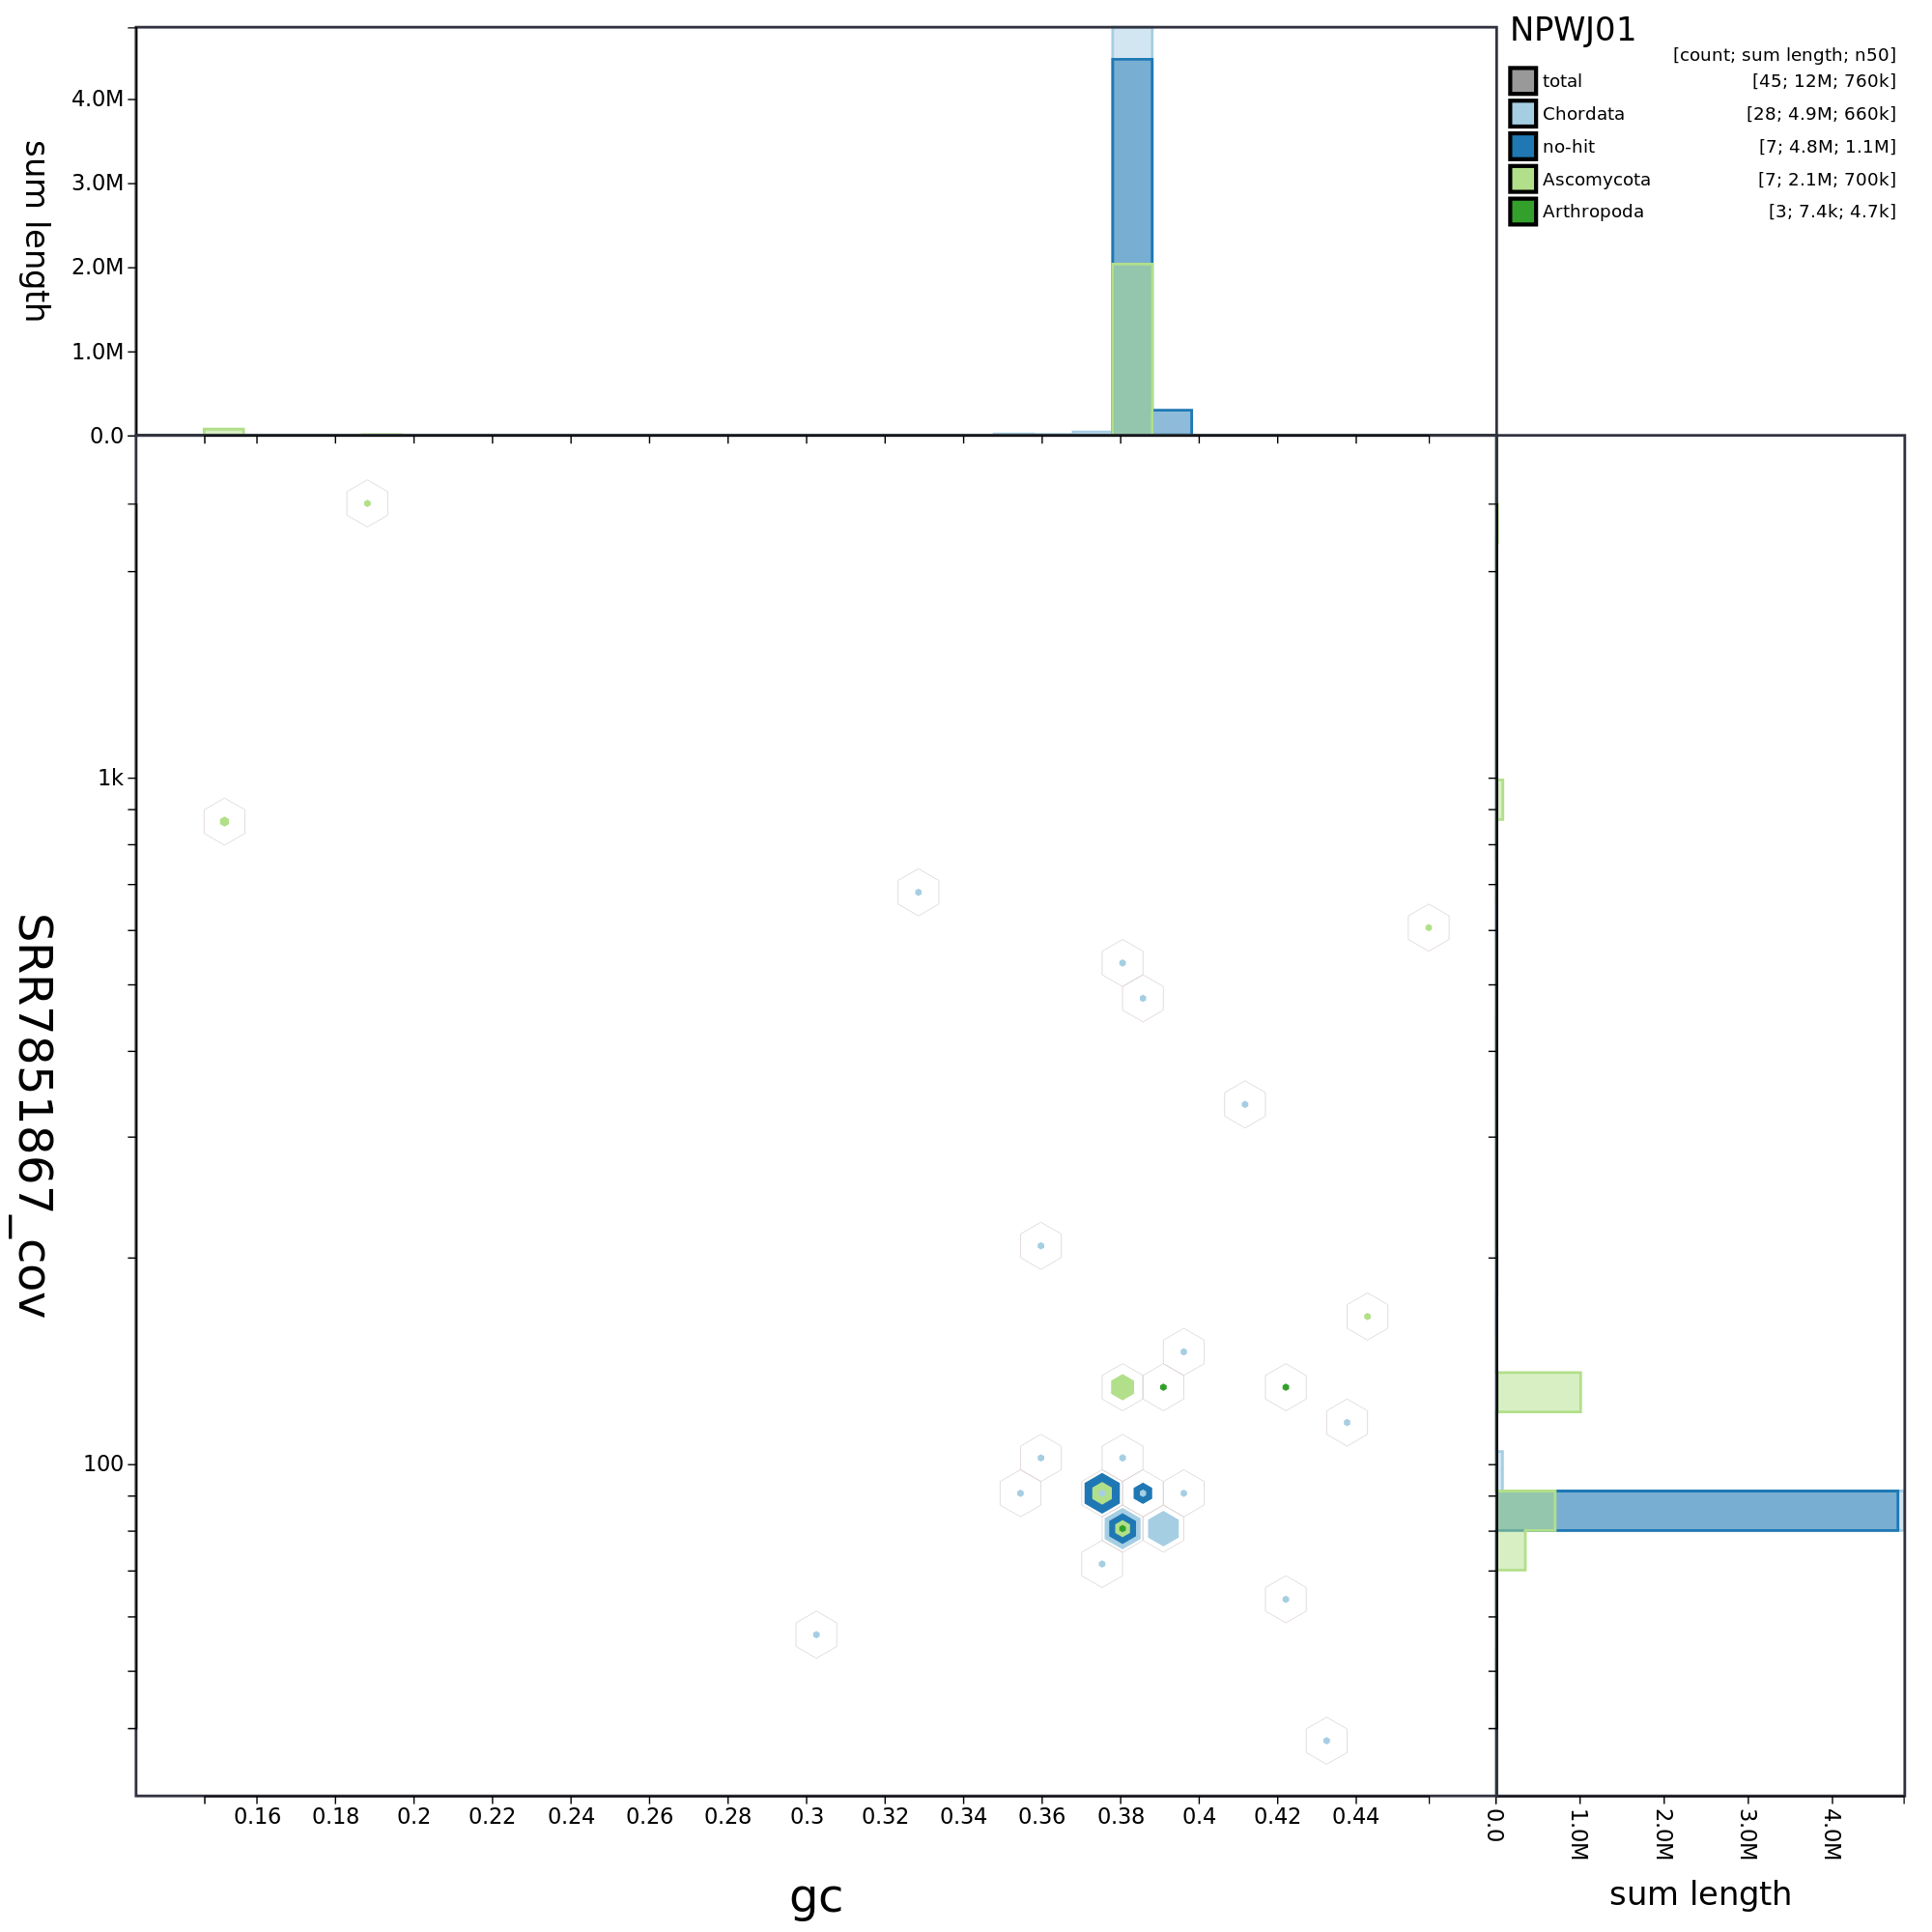 NPWJ01
[count; sum length; n50]
total [45; 12M; 760k]
Chordata [28; 4.9M; 660k]
no-hit [7; 4.8M; 1.1M]
Ascomycota [7; 2.1M; 700k]
Arthropoda [3; 7.4k; 4.7k]
sum length
4.0M
3.0M
2.0M
1.0M
0.0
SRR7851867_cov
1k
100
0.16 0.18 0.2 0.22 0.24 0.26 0.28 0.3 0.32 0.34 0.36 0.38 0.4 0.42 0.44
gc
0.0 1.0M 2.0M 3.0M 4.0M
sum length